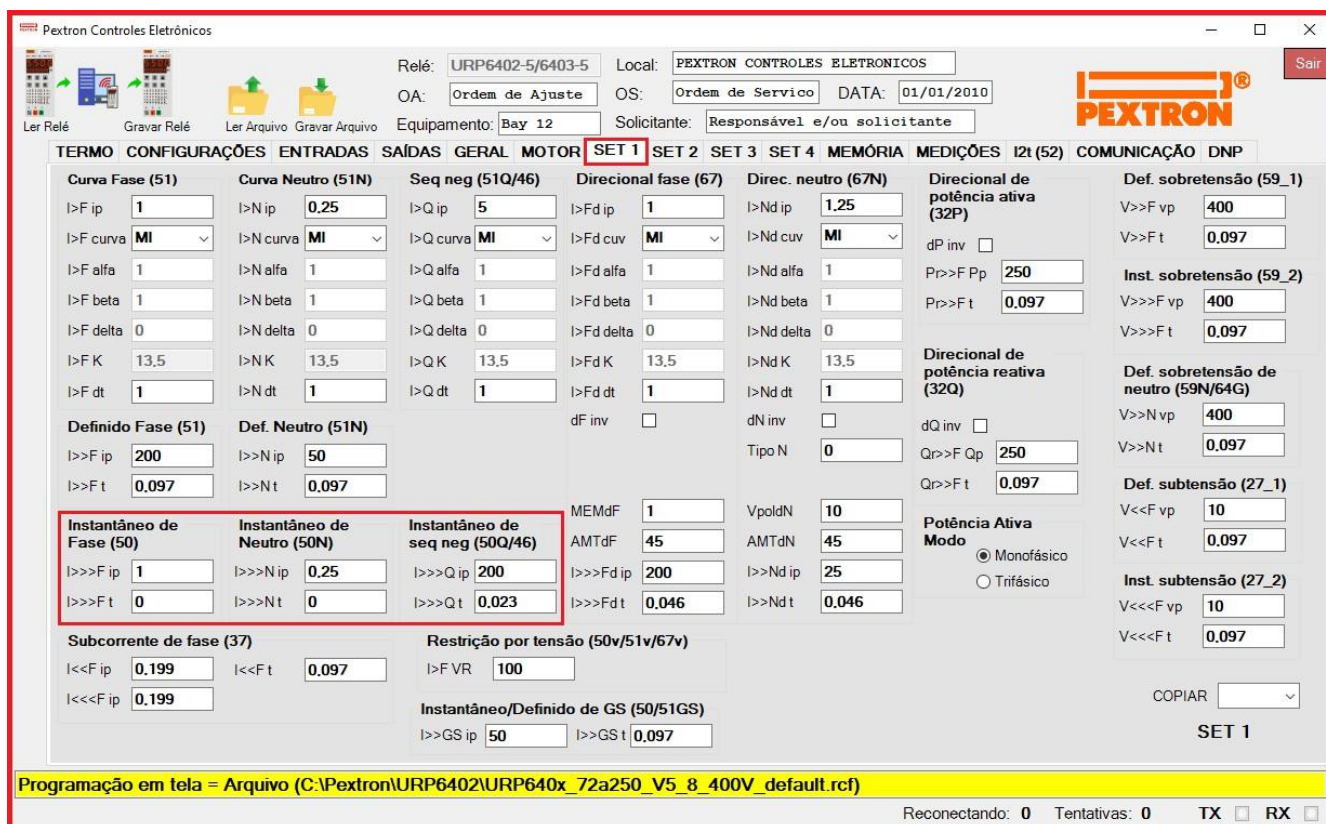 Pextron Controles Eletrônicos
Sair
Relé: URP6402-5/6403-5 Local: PEXTRON CONTROLES ELETRONICOS
OA: Ordem de Ajuste OS: Ordem de Servico DATA: 01/01/2010
Equipamento: Bay 12 Solicitante: Responsável e/ou solicitante
Ler Relé Gravar Relé Ler Arquivo Gravar Arquivo
PEXTRON®
TERMO CONFIGURAÇÕES ENTRADAS SAÍDAS GERAL MOTOR SET 1 SET 2 SET 3 SET 4 MEMÓRIA MEDIÇÕES I2t (52) COMUNICAÇÃO DNP
Curva Fase (51)
I>F ip 1
I>F curva MI
I>F alfa 1
I>F beta 1
I>F delta 0
I>F K 13,5
I>F dt 1
Curva Neutro (51N)
I>N ip 0,25
I>N curva MI
I>N alfa 1
I>N beta 1
I>N delta 0
I>N K 13,5
I>N dt 1
Seq neg (51Q/46)
I>Q ip 5
I>Q curva MI
I>Q alfa 1
I>Q beta 1
I>Q delta 0
I>Q K 13,5
I>Q dt 1
Direcional fase (67)
I>Fd ip 1
I>Fd cuv MI
I>Fd alfa 1
I>Fd beta 1
I>Fd delta 0
I>Fd K 13,5
I>Fd dt 1
dF inv
MEMdF 1
AMTdF 45
I>>>Fd ip 200
I>>>Fd t 0,046
Direc. neutro (67N)
I>Nd ip 1,25
I>Nd cuv MI
I>Nd alfa 1
I>Nd beta 1
I>Nd delta 0
I>Nd K 13,5
I>Nd dt 1
dN inv
Tipo N 0
VpoldN 10
AMTdN 45
I>>Nd ip 25
I>>Nd t 0,046
Direcional de
potência ativa
(32P)
dP inv
Pr>>F Pp 250
Pr>>F t 0,097
Direcional de
potência reativa
(32Q)
dQ inv
Qr>>F Qp 250
Qr>>F t 0,097
Potência Ativa
Modo
Monofásico
Trifásico
Def. sobretensão (59_1)
V>>F vp 400
V>>F t 0,097
Inst. sobretensão (59_2)
V>>>F vp 400
V>>>F t 0,097
Def. sobretensão de
neutro (59N/64G)
V>>N vp 400
V>>N t 0,097
Def. subtensão (27_1)
V<<F vp 10
V<<F t 0,097
Inst. subtensão (27_2)
V<<<F vp 10
V<<<F t 0,097
Definido Fase (51)
I>>F ip 200
I>>F t 0,097
Def. Neutro (51N)
I>>N ip 50
I>>N t 0,097
Instantâneo de
Fase (50)
I>>>F ip 1
I>>>F t 0
Instantâneo de
Neutro (50N)
I>>>N ip 0,25
I>>>N t 0
Instantâneo de
seq neg (50Q/46)
I>>>Q ip 200
I>>>Q t 0,023
Subcorrente de fase (37)
I<<F ip 0,199 I<<F t 0,097
I<<<F ip 0,199
Restrição por tensão (50v/51v/67v)
I>F VR 100
Instantâneo/Definido de GS (50/51GS)
I>>GS ip 50 I>>GS t 0,097
COPIAR
SET 1
Programação em tela = Arquivo (C:\Pextron\URP6402\URP640x_72a250_V5_8_400V_default.rcf)
Reconectando: 0 Tentativas: 0 TX RX